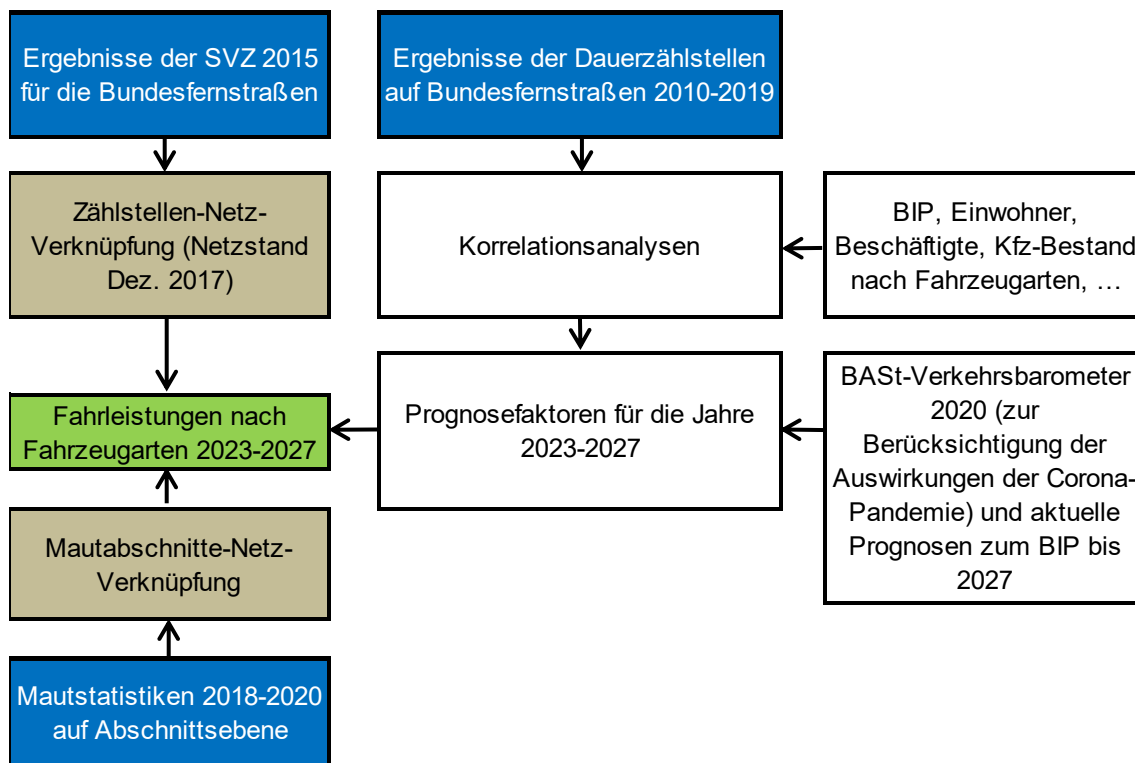 Ergebnisse der SVZ 2015
für die Bundesfernstraßen
Ergebnisse der Dauerzählstellen
auf Bundesfernstraßen 2010-2019
Zählstellen-Netz-
Verknüpfung (Netzstand
Dez. 2017)
Korrelationsanalysen
BIP, Einwohner,
Beschäftigte, Kfz-Bestand
nach Fahrzeugarten, …
Fahrleistungen nach
Fahrzeugarten 2023-2027
Prognosefaktoren für die Jahre
2023-2027
BASt-Verkehrsbarometer
2020 (zur
Berücksichtigung der
Auswirkungen der Corona-
Pandemie) und aktuelle
Prognosen zum BIP bis
2027
Mautabschnitte-Netz-
Verknüpfung
Mautstatistiken 2018-2020
auf Abschnittsebene